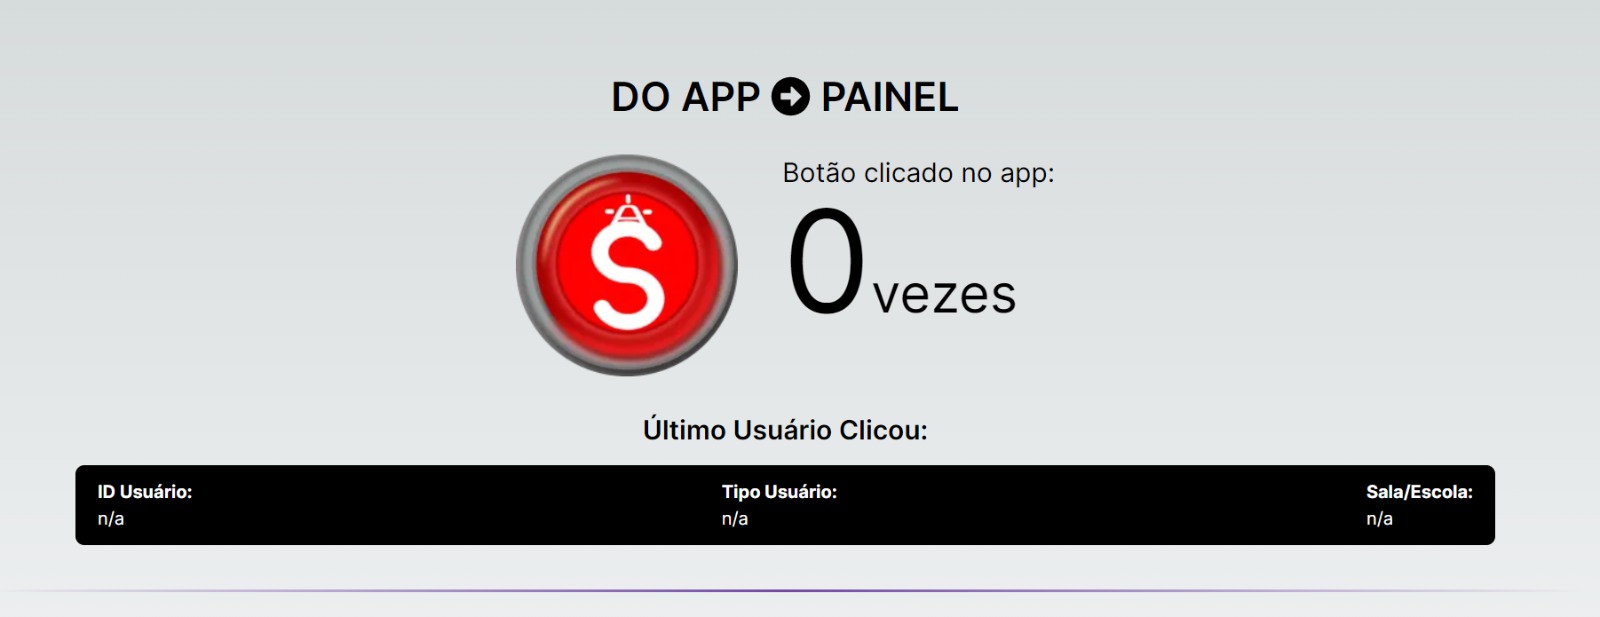 DO APP PAINEL
S
Botão clicado no app:
0 vezes
Último Usuário Clicou:
ID Usuário: Tipo Usuário: Sala/Escola:
n/a n/a n/a